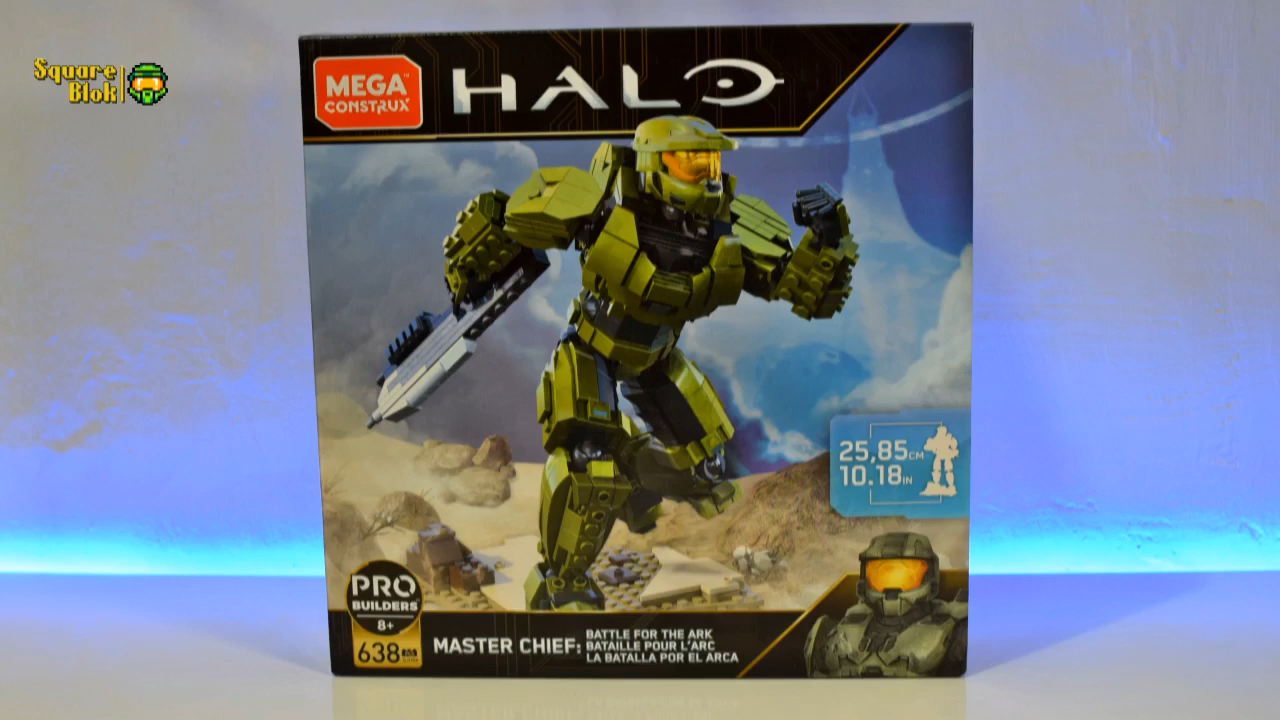 Square
Blok
MEGA™
CONSTRUX
HALO
25,85CM
10.18IN
PRO
BUILDERS
8+
638
MASTER CHIEF:
BATTLE FOR THE ARK
BATAILLE POUR L'ARC
LA BATALLA POR EL ARCA